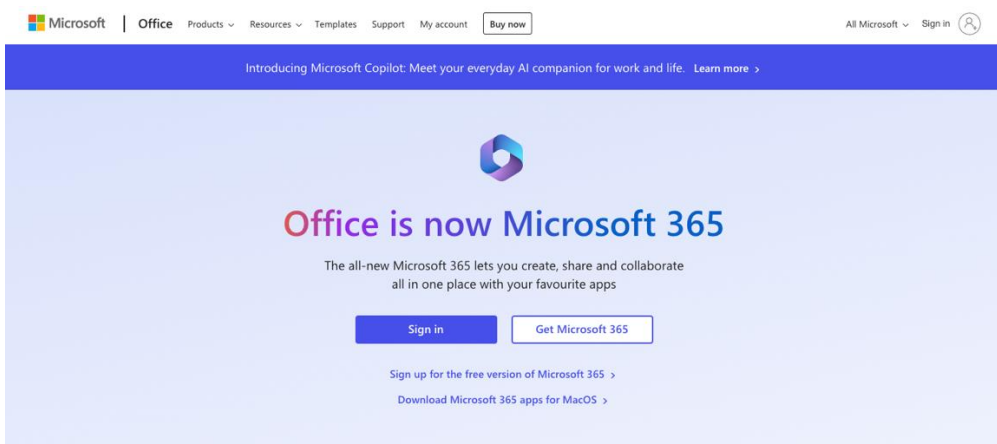 Microsoft | Office Products Resources Templates Support My account Buy now All Microsoft Sign in
Introducing Microsoft Copilot: Meet your everyday AI companion for work and life. Learn more >
Office is now Microsoft 365
The all-new Microsoft 365 lets you create, share and collaborate
all in one place with your favourite apps
Sign in Get Microsoft 365
Sign up for the free version of Microsoft 365 >
Download Microsoft 365 apps for MacOS >